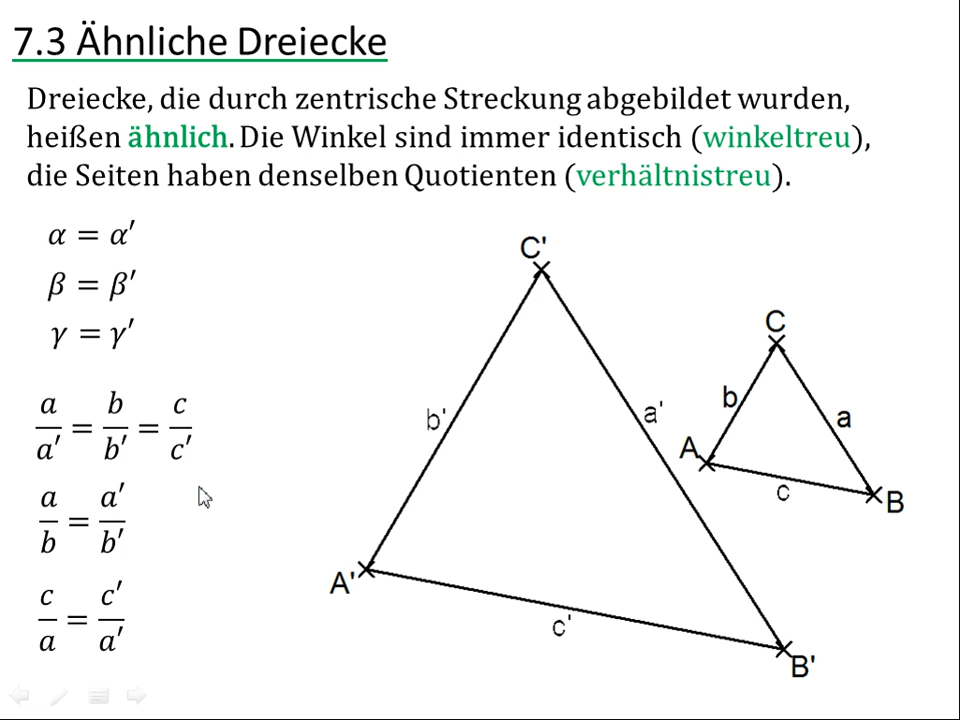 7.3 Ähnliche Dreiecke
Dreiecke, die durch zentrische Streckung abgebildet wurden,
heißen ähnlich. Die Winkel sind immer identisch (winkeltreu),
die Seiten haben denselben Quotienten (verhältnistreu).
α = α′
β = β′
γ = γ′
a/a′ = b/b′ = c/c′
a/b = a′/b′
c/a = c′/a′
C'
b'
a'
A'
c'
B'
C
b
a
A
c
B